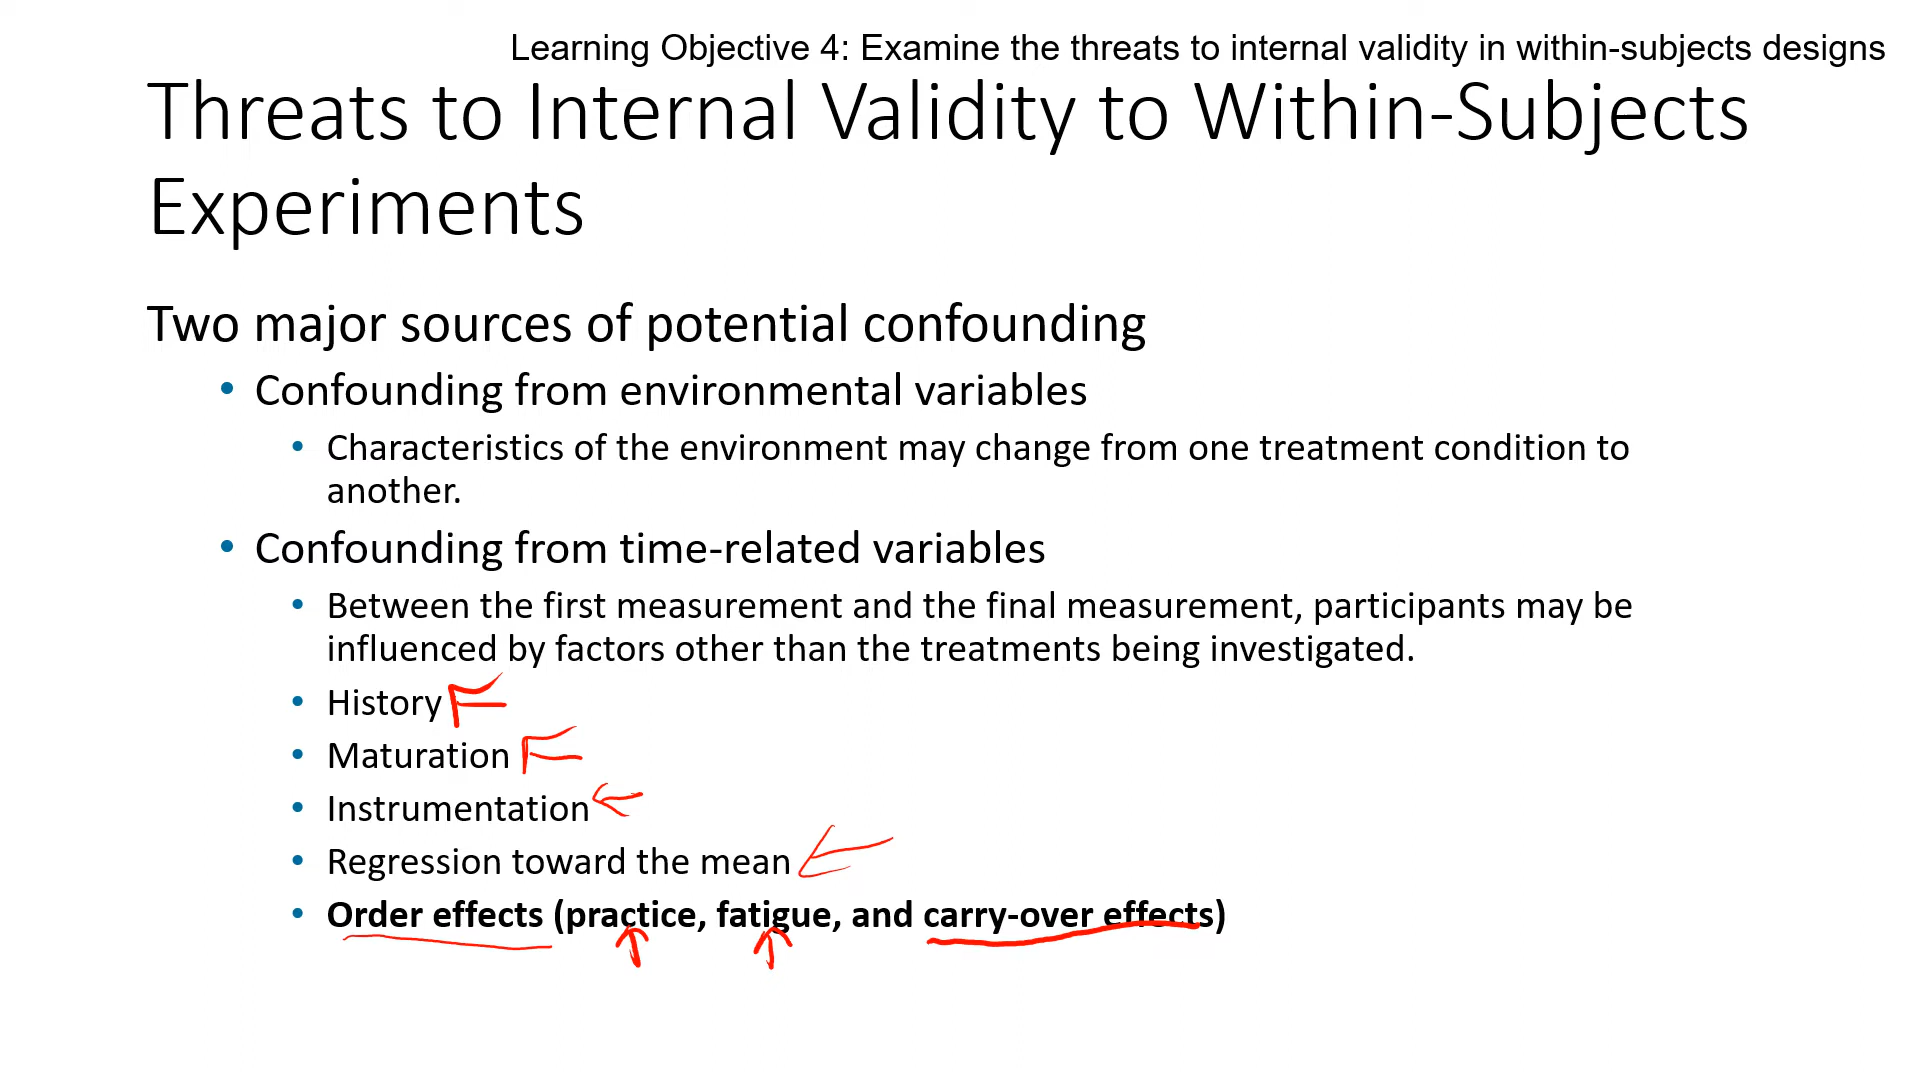 Learning Objective 4: Examine the threats to internal validity in within-subjects designs
Threats to Internal Validity to Within-Subjects
Experiments
Two major sources of potential confounding
• Confounding from environmental variables
• Characteristics of the environment may change from one treatment condition to
another.
• Confounding from time-related variables
• Between the first measurement and the final measurement, participants may be
influenced by factors other than the treatments being investigated.
• History
• Maturation
• Instrumentation
• Regression toward the mean
• Order effects (practice, fatigue, and carry-over effects)